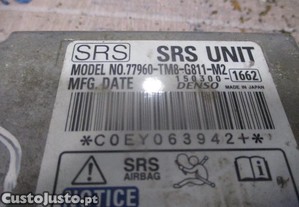 SRS SRS UNIT
MODEL NO.77960-TM8-G811-M2
MFG. DATE 150300-1662
DENSO MADE IN JAPAN
*C0EY063942+*
SRS
AIRBAG
NOTICE
CustoJusto.pt